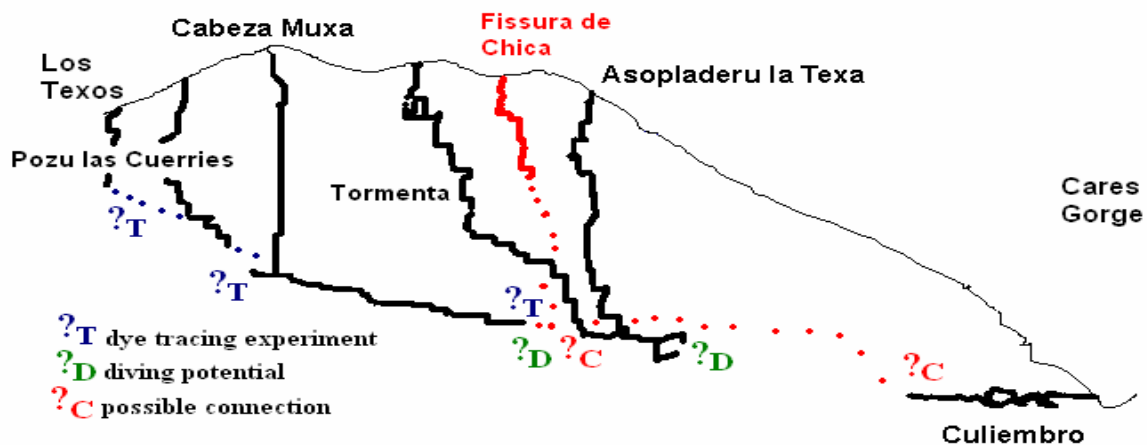 Cabeza Muxa
Fissura de
Chica
Los
Texos
Asopladeru la Texa
Pozu las Cuerries
Tormenta
Cares
Gorge
?T
?T
?T
?T dye tracing experiment
?D ?C ?D
?D diving potential
?C
?C possible connection
Culiembro